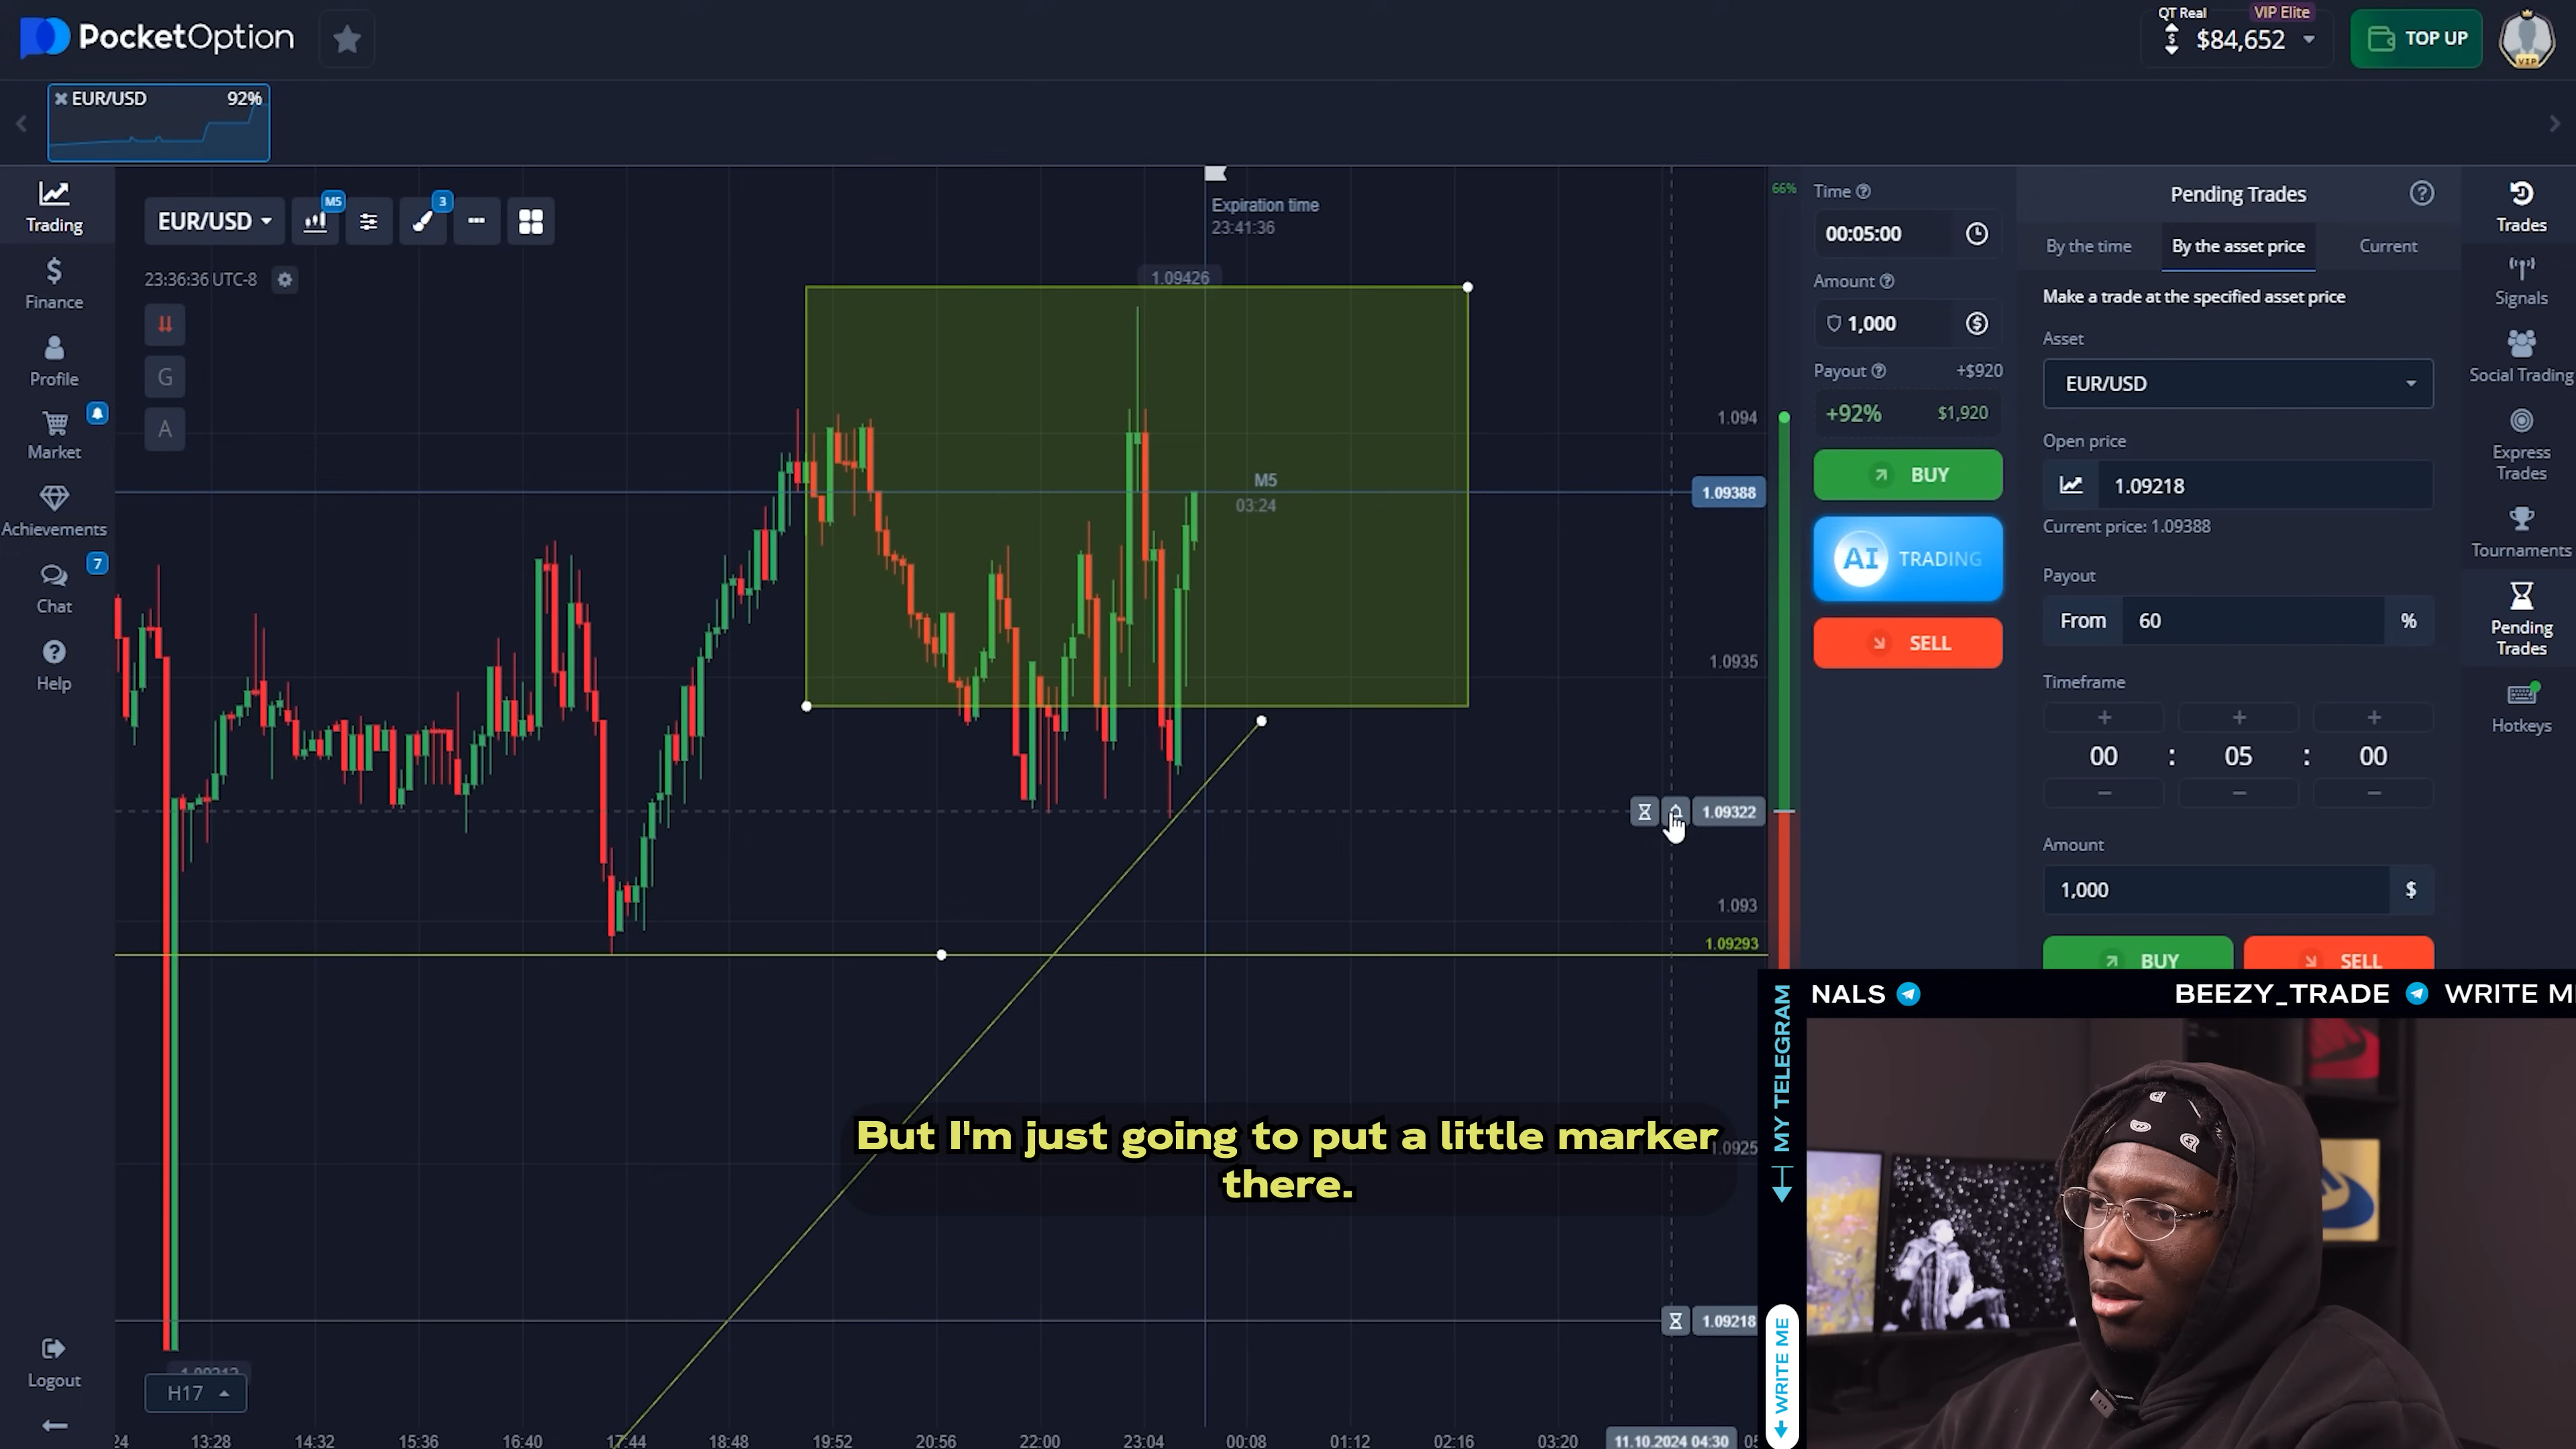 PocketOption
QT Real
VIP Elite
$84,652
TOP UP
VIP
EUR/USD 92%
Trading
Finance
Profile
Market
Achievements
7
Chat
Help
Logout
EUR/USD
M5
3
23:36:36 UTC-8
G
A
Expiration time
23:41:36
1.09426
M5
03:24
66%
1.094
1.09388
1.0935
1.09322
1.093
1.09293
1.0925
1.09218
H17
24 13:28 14:32 15:36 16:40 17:44 18:48 19:52 20:56 22:00 23:04 00:08 01:12 02:16 03:20 11.10.2024 04:30 05
Time
00:05:00
Amount
1,000
Payout +$920
+92% $1,920
BUY
AI TRADING
SELL
Pending Trades
By the time By the asset price Current
Make a trade at the specified asset price
Asset
EUR/USD
Open price
1.09218
Current price: 1.09388
Payout
From 60 %
Timeframe
00 : 05 : 00
Amount
1,000 $
BUY SELL
Trades
Signals
Social Trading
Express
Trades
Tournaments
Pending
Trades
Hotkeys
NALS BEEZY_TRADE WRITE M
MY TELEGRAM
WRITE ME
But I'm just going to put a little marker
there.